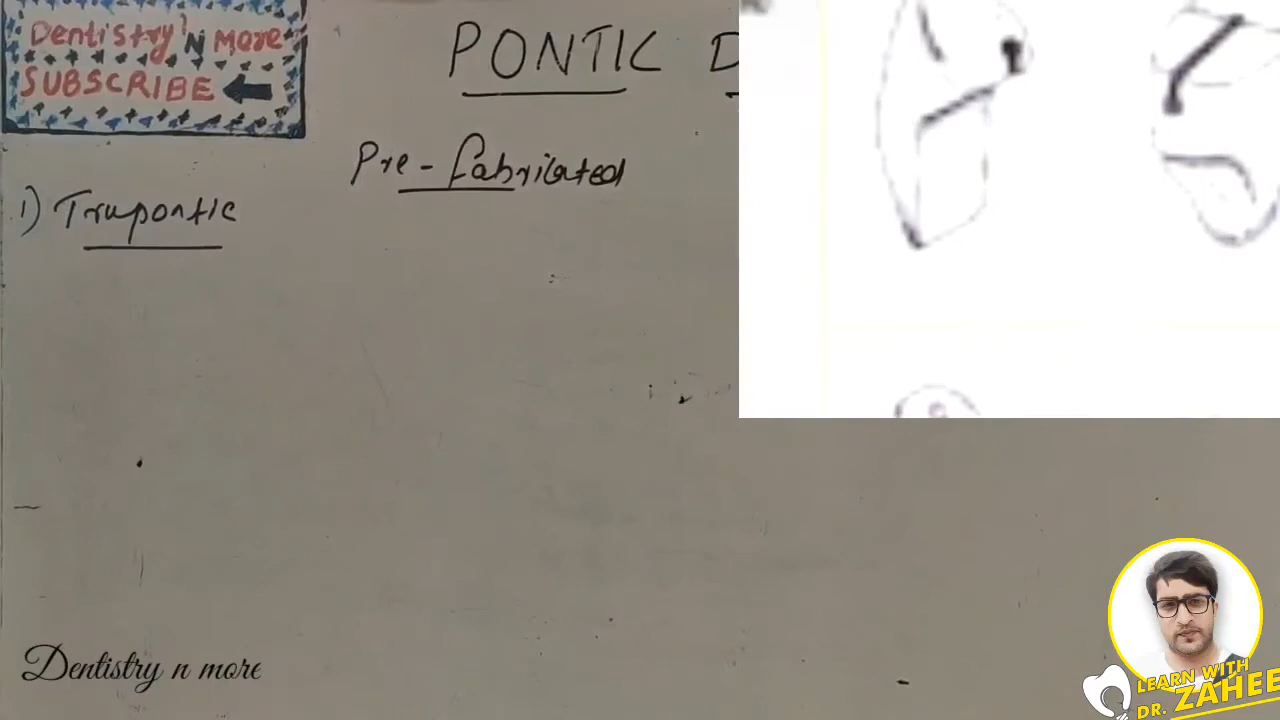 Dentistry 'N More
SUBSCRIBE
PONTIC D
Pre-fabricated
1) Trupontic
Dentistry n more
LEARN WITH
DR. ZAHEE